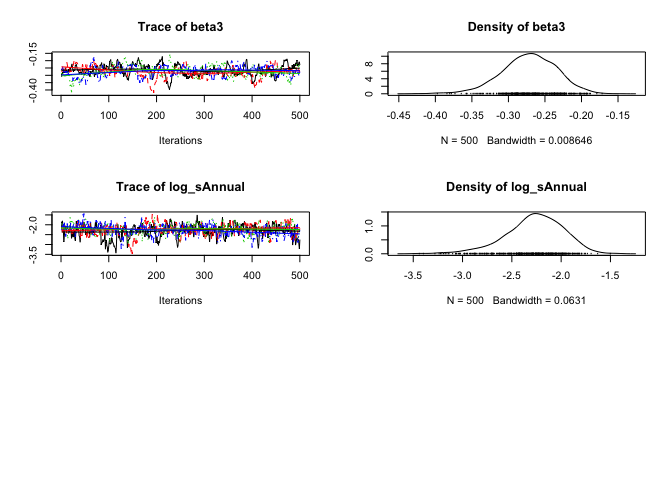 Trace of beta3
-0.15
-0.40
0 100 200 300 400 500
Iterations
Density of beta3
8
4
0
-0.45 -0.35 -0.30 -0.25 -0.20 -0.15
N = 500 Bandwidth = 0.008646
Trace of log_sAnnual
-2.0
-3.5
0 100 200 300 400 500
Iterations
Density of log_sAnnual
1.0
0.0
-3.5 -3.0 -2.5 -2.0 -1.5
N = 500 Bandwidth = 0.0631